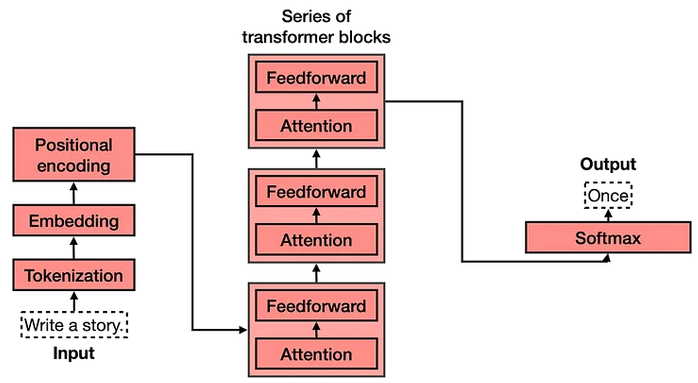 Series of
transformer blocks
Feedforward
Attention
Feedforward
Attention
Feedforward
Attention
Positional
encoding
Embedding
Tokenization
Write a story.
Input
Output
Once
Softmax